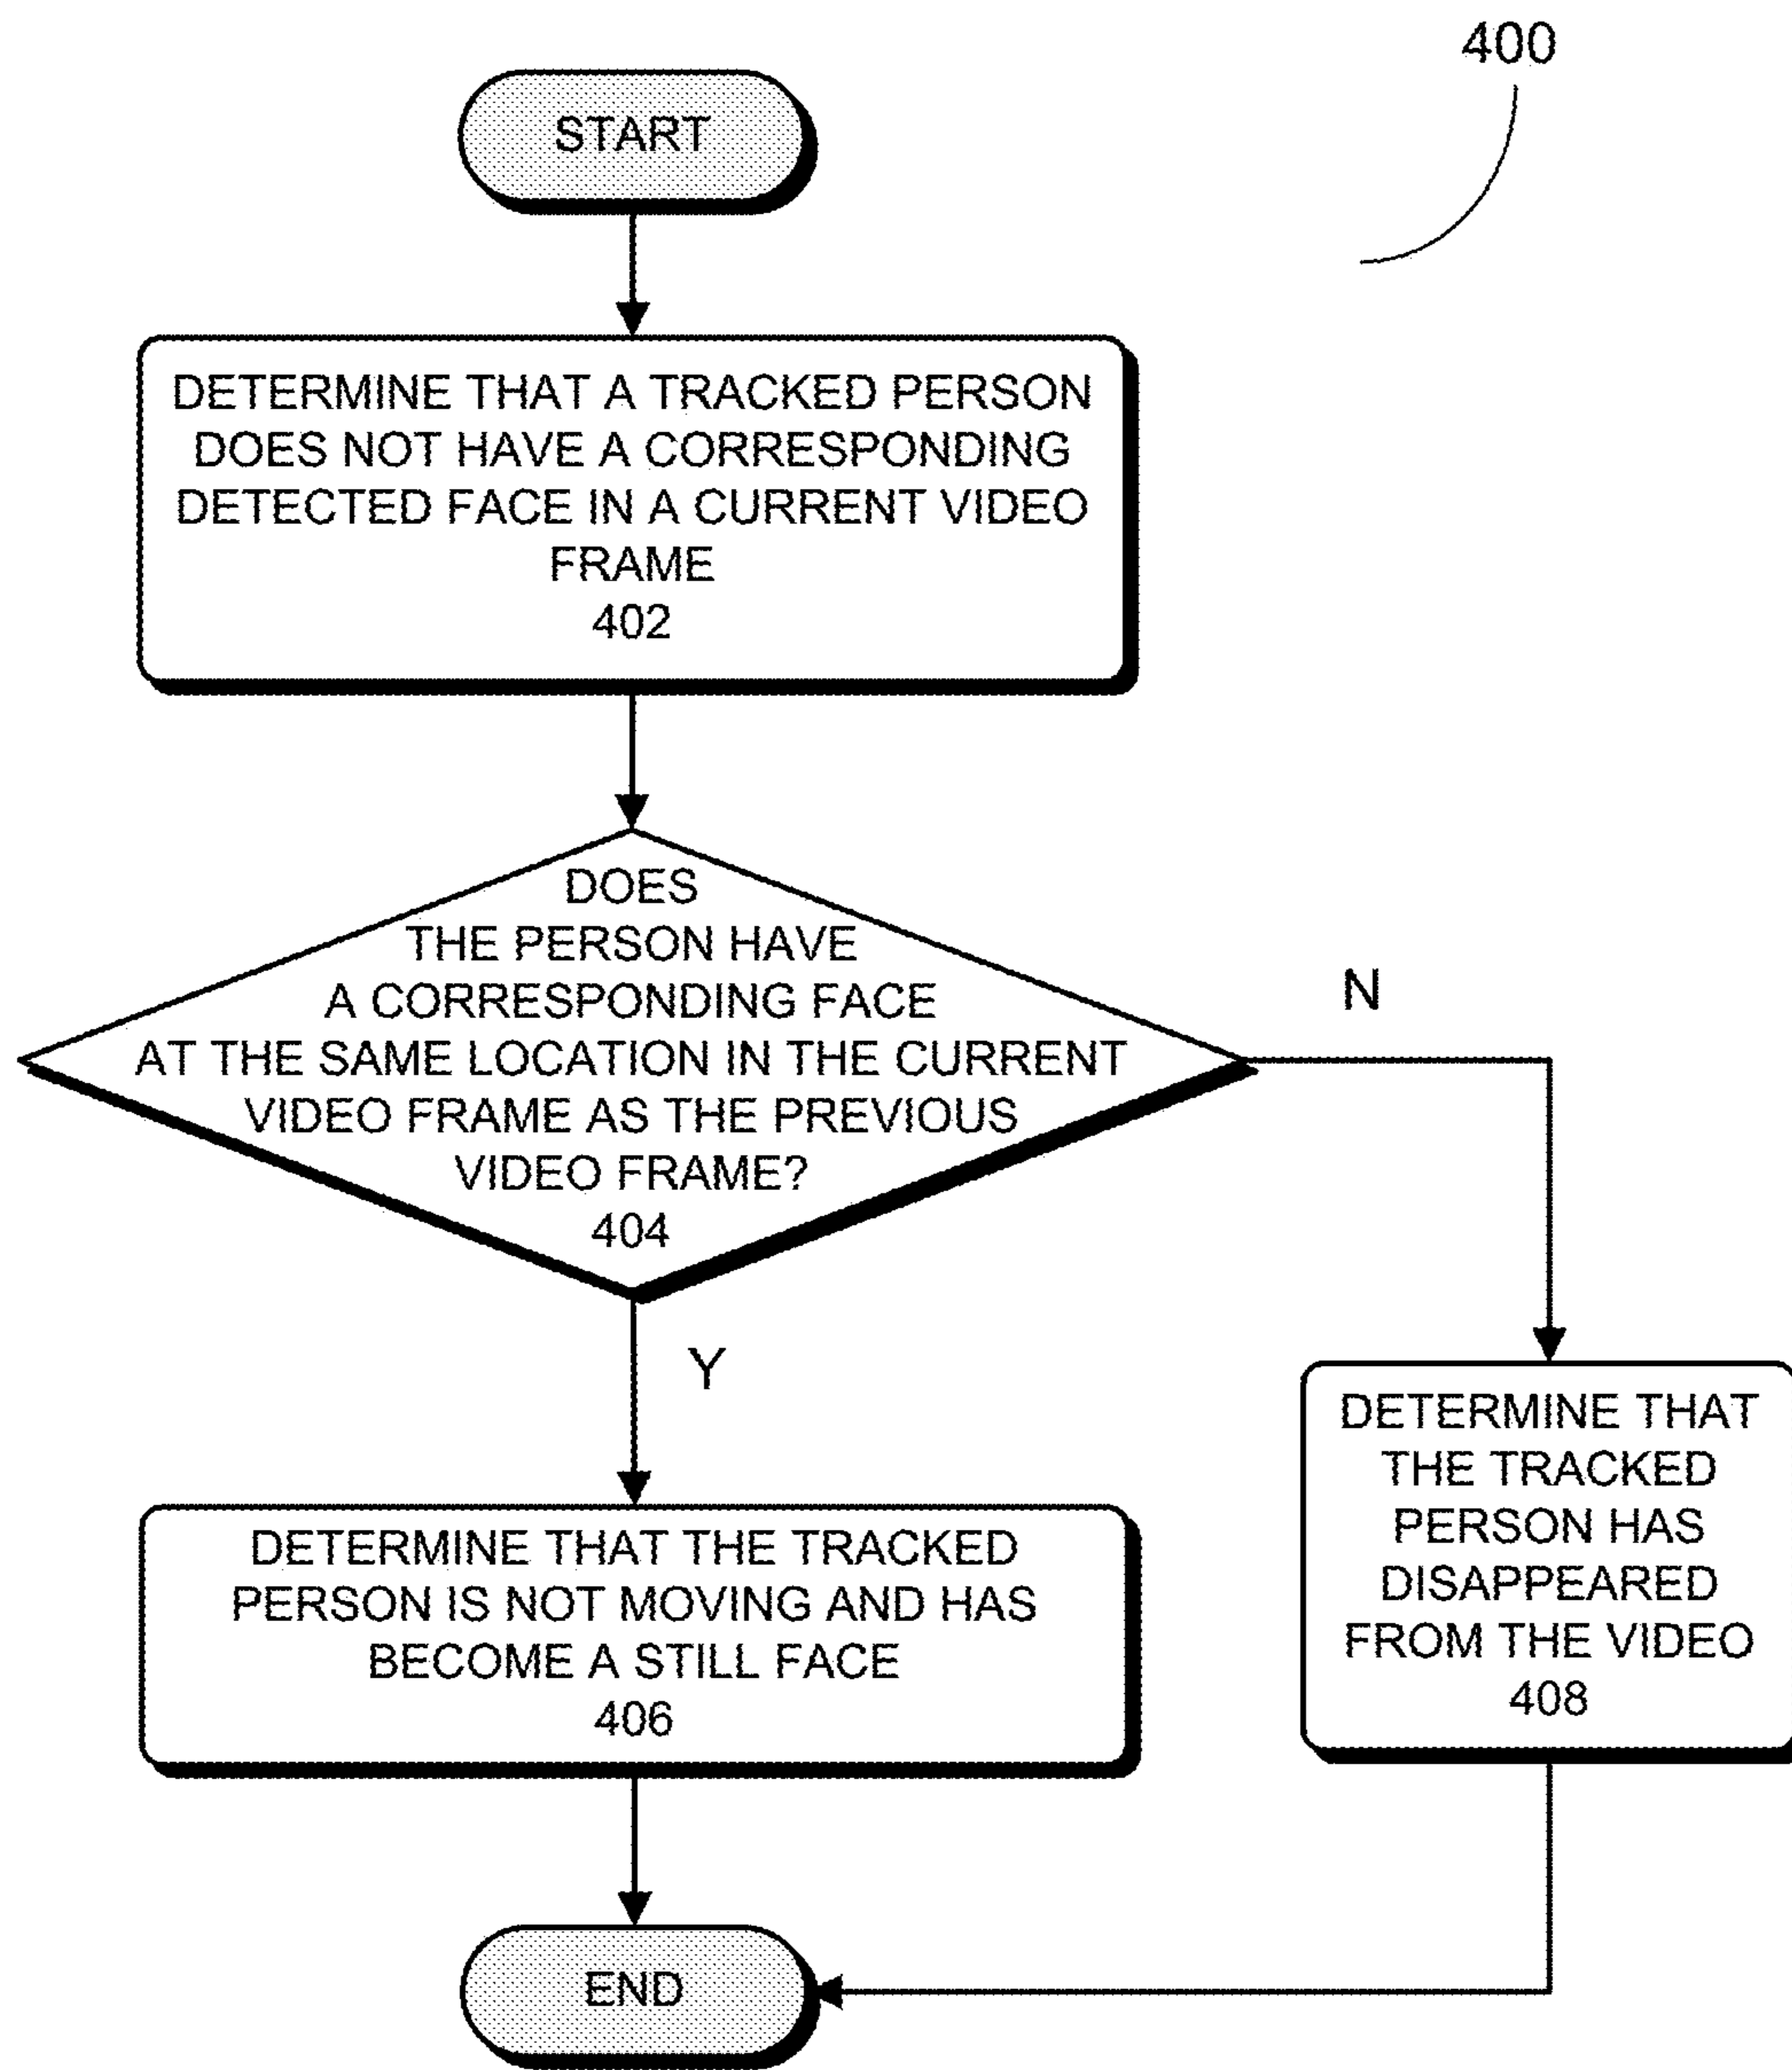 400
START
DETERMINE THAT A TRACKED PERSON
DOES NOT HAVE A CORRESPONDING
DETECTED FACE IN A CURRENT VIDEO
FRAME
402
DOES
THE PERSON HAVE
A CORRESPONDING FACE
AT THE SAME LOCATION IN THE CURRENT
VIDEO FRAME AS THE PREVIOUS
VIDEO FRAME?
404
N
Y
DETERMINE THAT THE TRACKED
PERSON IS NOT MOVING AND HAS
BECOME A STILL FACE
406
DETERMINE THAT
THE TRACKED
PERSON HAS
DISAPPEARED
FROM THE VIDEO
408
END